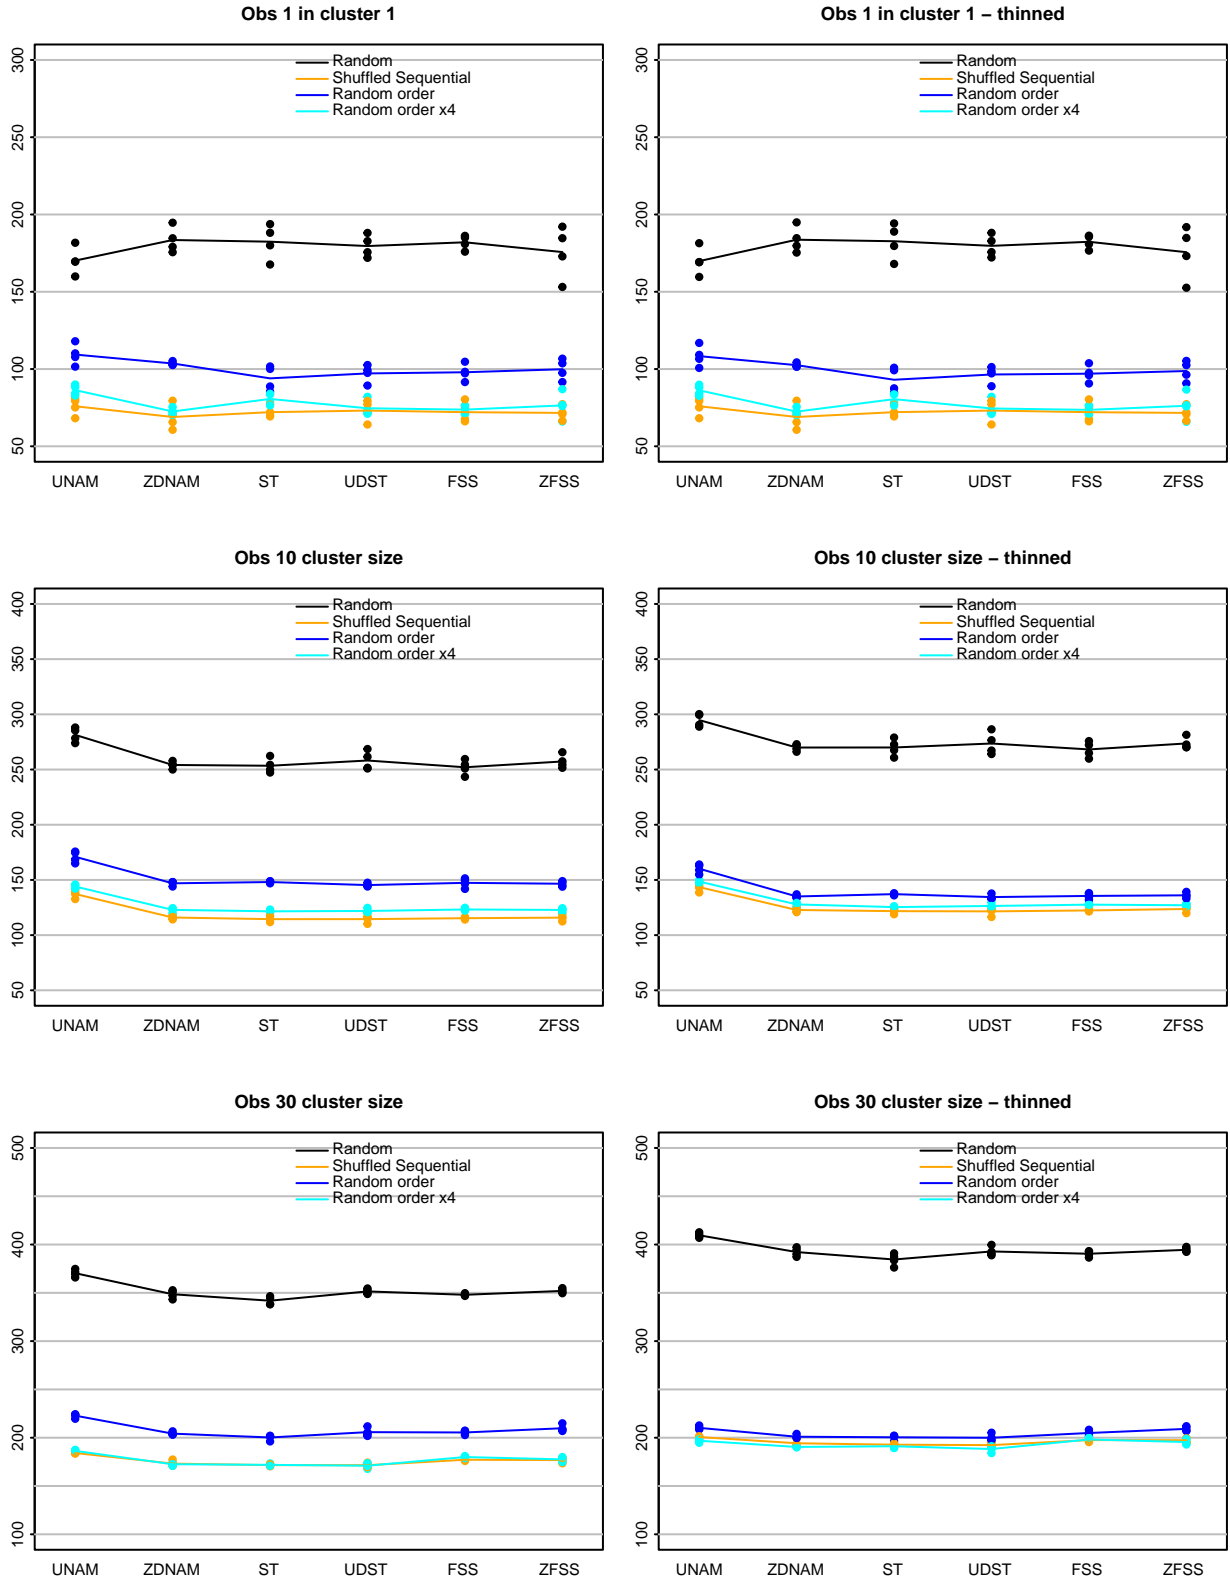 Obs 1 in cluster 1
300
250
200
150
100
50
Random
Shuffled Sequential
Random order
Random order x4
UNAM ZDNAM ST UDST FSS ZFSS
Obs 1 in cluster 1 – thinned
300
250
200
150
100
50
Random
Shuffled Sequential
Random order
Random order x4
UNAM ZDNAM ST UDST FSS ZFSS
Obs 10 cluster size
400
350
300
250
200
150
100
50
Random
Shuffled Sequential
Random order
Random order x4
UNAM ZDNAM ST UDST FSS ZFSS
Obs 10 cluster size – thinned
400
350
300
250
200
150
100
50
Random
Shuffled Sequential
Random order
Random order x4
UNAM ZDNAM ST UDST FSS ZFSS
Obs 30 cluster size
500
400
300
200
100
Random
Shuffled Sequential
Random order
Random order x4
UNAM ZDNAM ST UDST FSS ZFSS
Obs 30 cluster size – thinned
500
400
300
200
100
Random
Shuffled Sequential
Random order
Random order x4
UNAM ZDNAM ST UDST FSS ZFSS